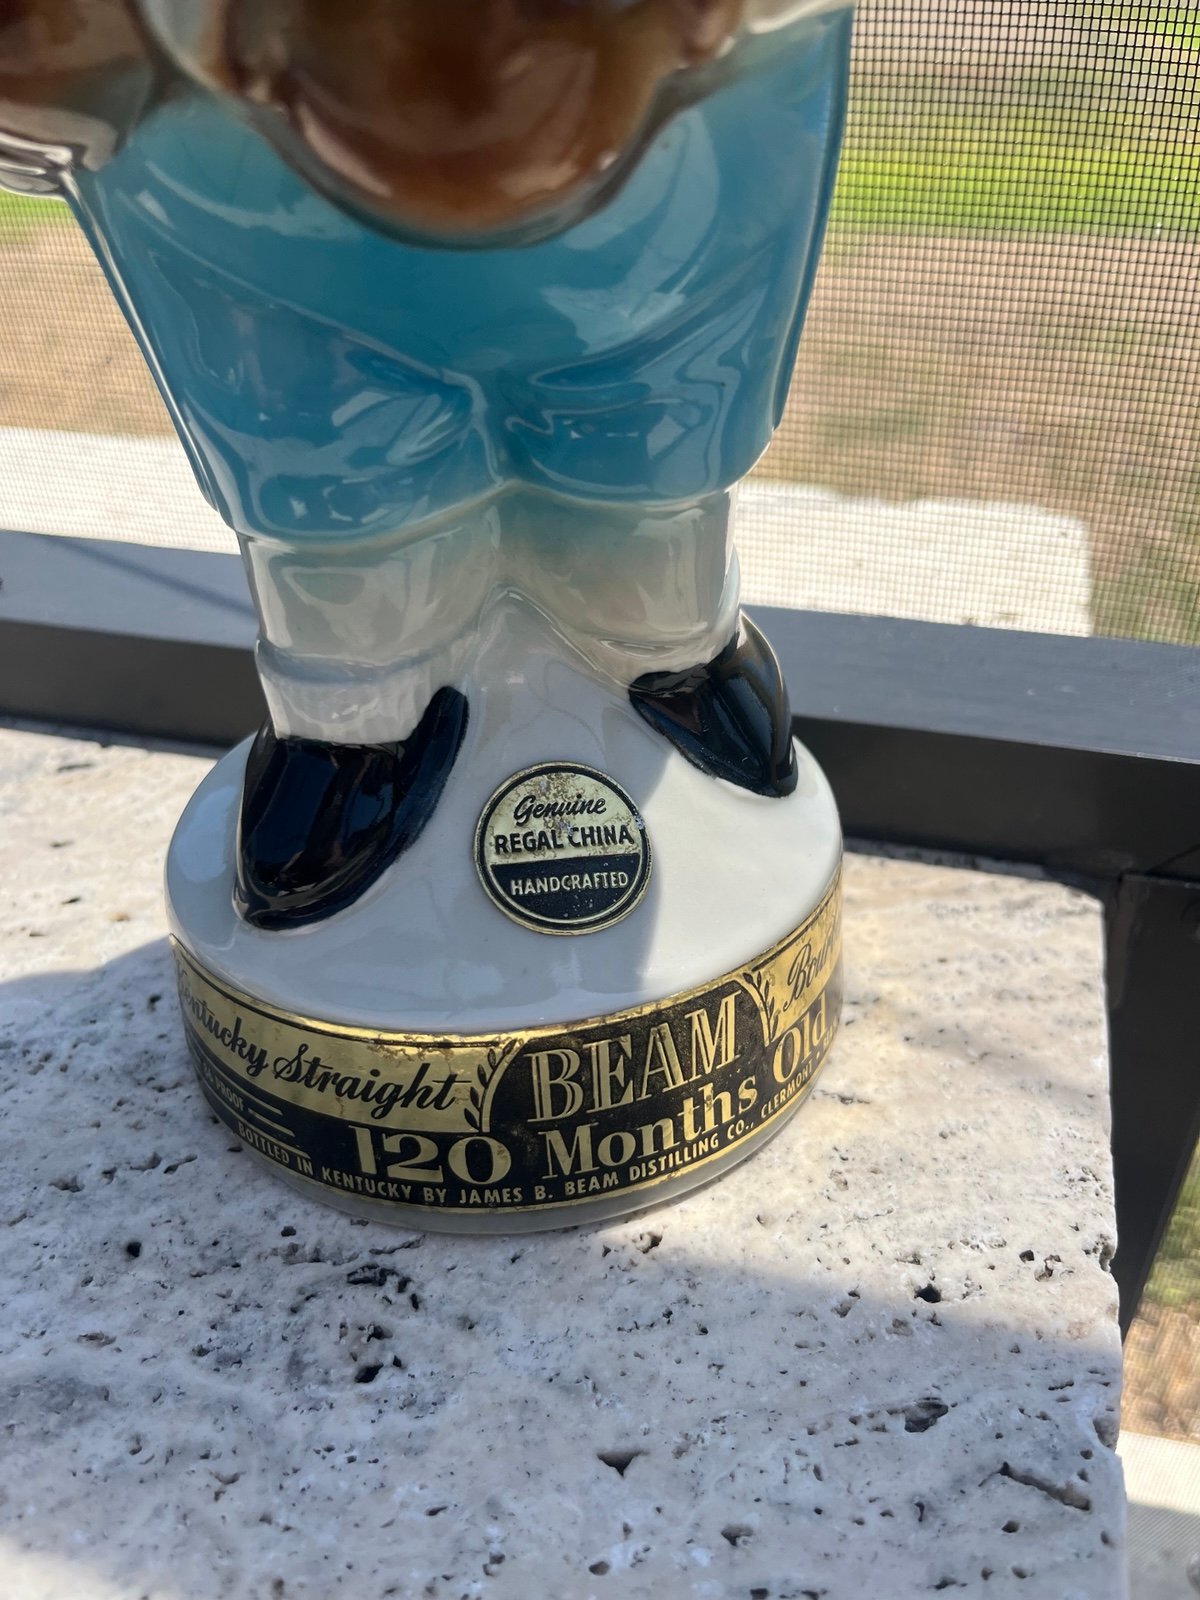 Genuine
REGAL CHINA
HANDCRAFTED
Kentucky Straight
BEAM
PROOF
120 Months Old
BOTTLED IN KENTUCKY BY JAMES B. BEAM DISTILLING CO., CLERMONT